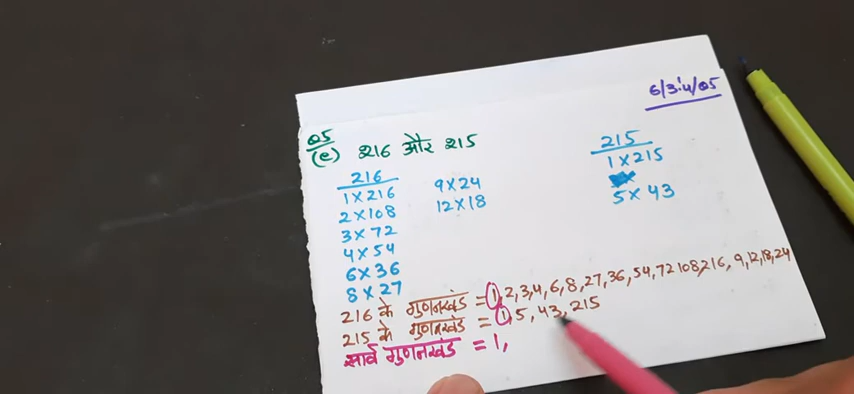 6/3.4/Q5
Q5
(e) 216 और 215
216
1 x 216
2 x 108
3 x 72
4 x 54
6 x 36
8 x 27
9 x 24
12 x 18
215
1 x 215
5 x 43
216 के गुणनखंड = 1, 2, 3, 4, 6, 8, 27, 36, 54, 72 108, 216, 9, 12, 18, 24
215 के गुणनखंड = 1, 5, 43, 215
सार्व गुणनखंड = 1,